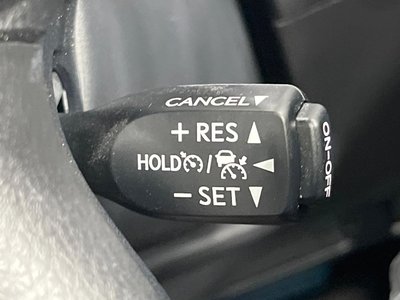 CANCEL▼
+ RES ▲
HOLD / ◀
− SET ▼
ON-OFF